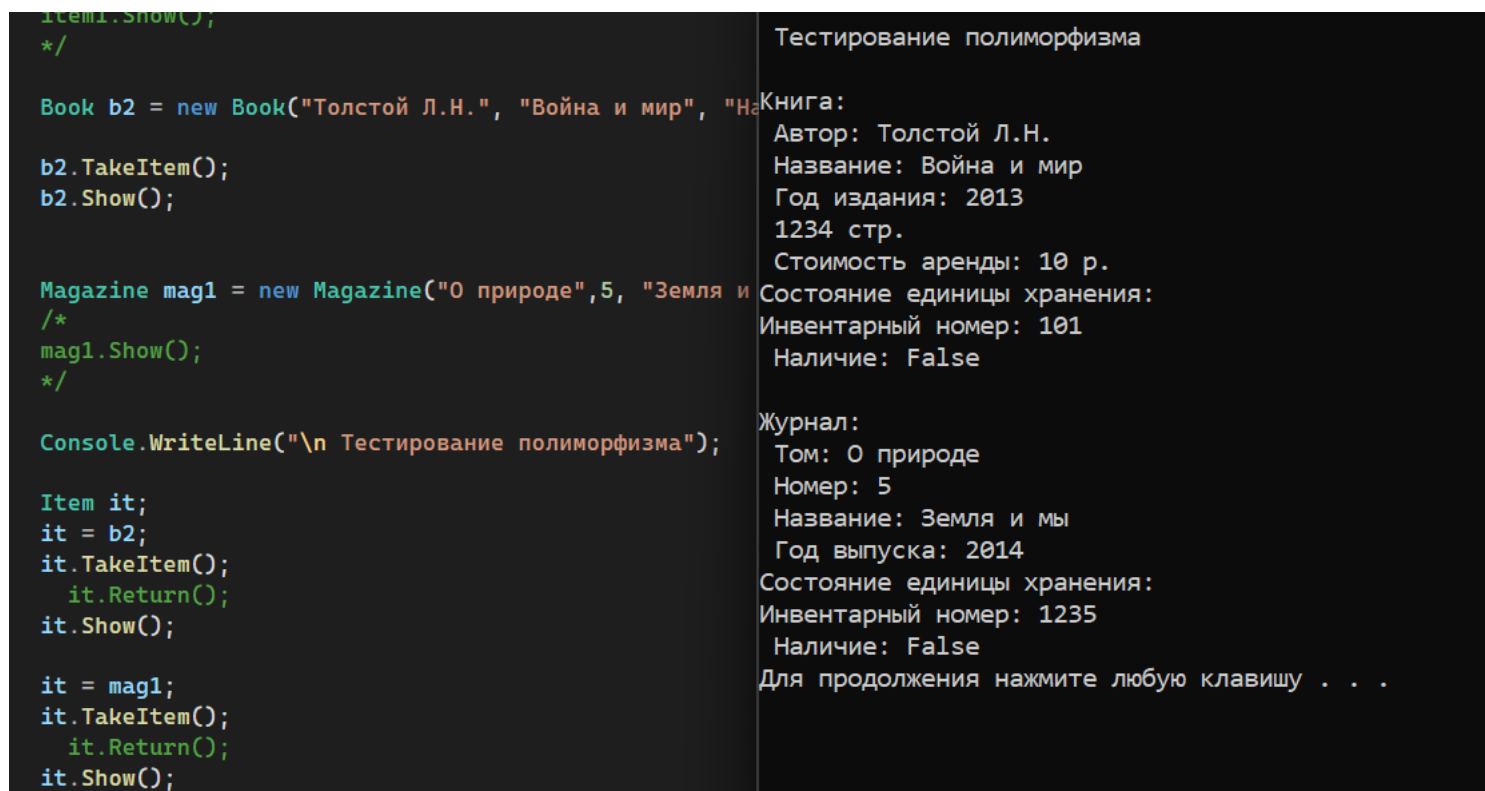 item1.Show();
*/
Book b2 = new Book("Толстой Л.Н.", "Война и мир", "На
b2.TakeItem();
b2.Show();
Magazine mag1 = new Magazine("О природе",5, "Земля и
/*
mag1.Show();
*/
Console.WriteLine("\n Тестирование полиморфизма");
Item it;
it = b2;
it.TakeItem();
it.Return();
it.Show();
it = mag1;
it.TakeItem();
it.Return();
it.Show();
Тестирование полиморфизма
Книга:
Автор: Толстой Л.Н.
Название: Война и мир
Год издания: 2013
1234 стр.
Стоимость аренды: 10 р.
Состояние единицы хранения:
Инвентарный номер: 101
Наличие: False
Журнал:
Том: О природе
Номер: 5
Название: Земля и мы
Год выпуска: 2014
Состояние единицы хранения:
Инвентарный номер: 1235
Наличие: False
Для продолжения нажмите любую клавишу . . .